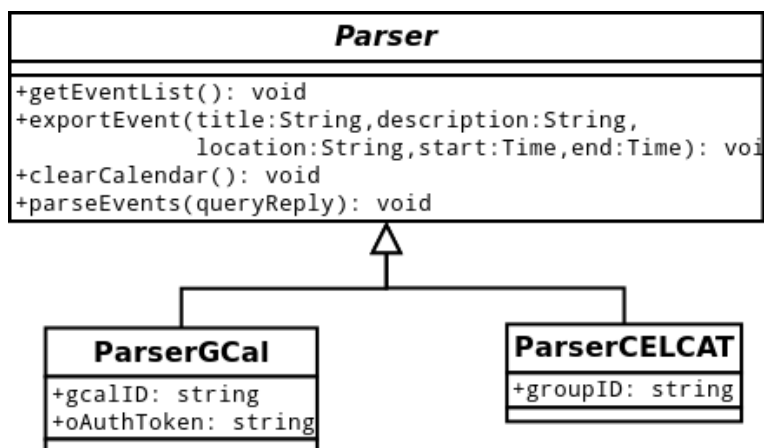 Parser
+getEventList(): void
+exportEvent(title:String,description:String,
location:String,start:Time,end:Time): voi
+clearCalendar(): void
+parseEvents(queryReply): void
ParserGCal
+gcalID: string
+oAuthToken: string
ParserCELCAT
+groupID: string